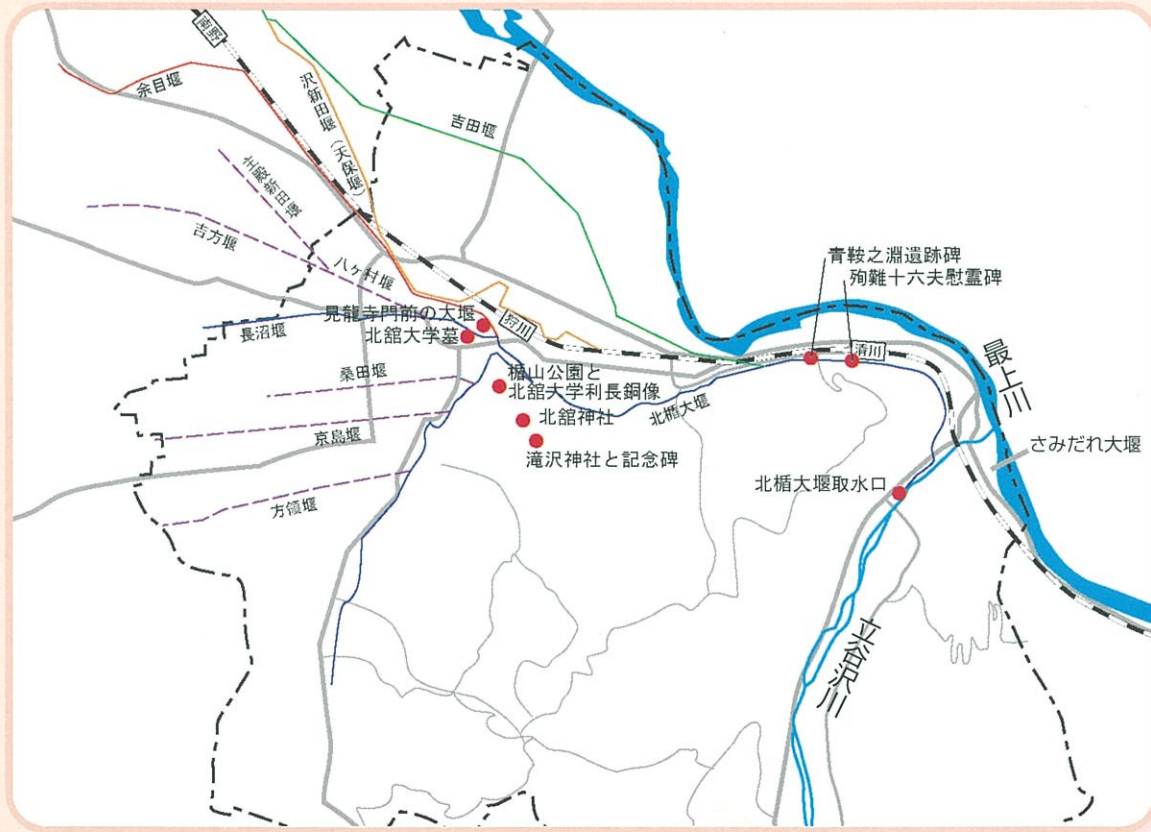 南野
余目堰
沢新田堰(天保堰)
吉田堰
主殿新田堰
吉方堰
八ケ村堰
青鞍之淵遺跡碑
殉難十六夫慰霊碑
見龍寺門前の大堰
長沼堰
北舘大学墓
狩川
清川
最上川
桑田堰
楯山公園と
北舘大学利長銅像
北楯大堰
北舘神社
京島堰
滝沢神社と記念碑
さみだれ大堰
北楯大堰取水口
方領堰
立谷沢川